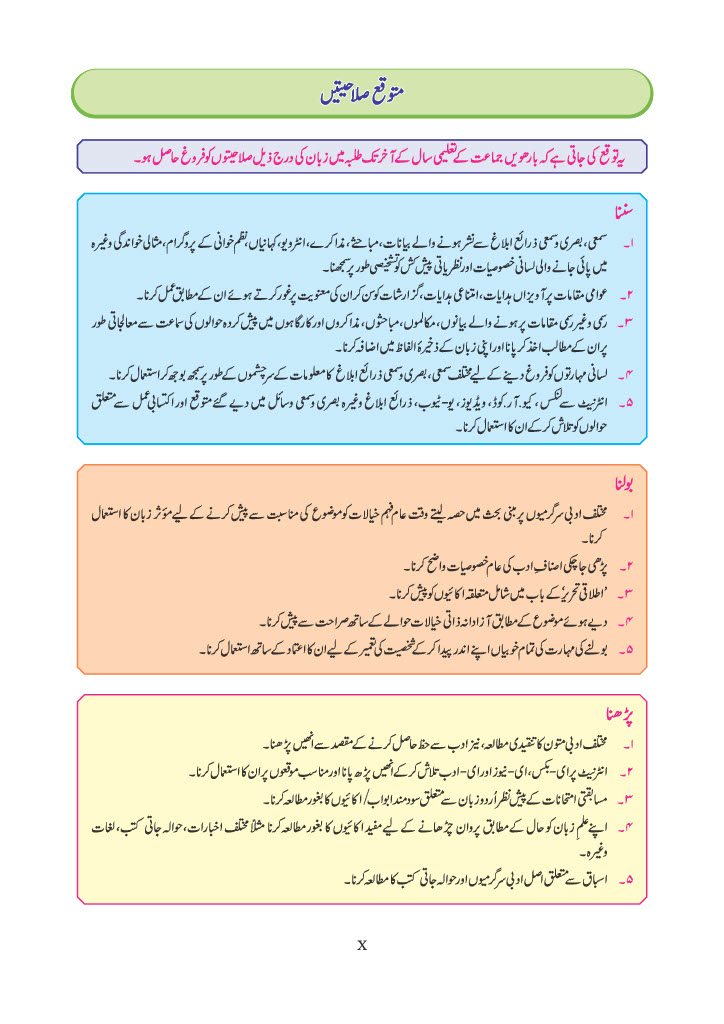 متوقع صلاحیتیں
یہ توقع کی جاتی ہے کہ بارھویں جماعت کے تعلیمی سال کے آخر تک طلبہ میں زبان کی درج ذیل صلاحیتوں کو فروغ حاصل ہو۔
سننا
۱۔ سمعی، بصری وسمعی ذرائع ابلاغ سے نشر ہونے والے بیانات، مباحثے، مذاکرے، انٹرویو، کہانیاں، نظم خوانی کے پروگرام، مثالی خواندگی وغیرہ
میں پائی جانے والی لسانی خصوصیات اور نظریاتی پیش کش کو تشخیصی طور پر سمجھنا۔
۲۔ عوامی مقامات پر آویزاں ہدایات، امتناعی ہدایات، گزارشات کو سن کر ان کی معنویت پر غور کرتے ہوئے ان کے مطابق عمل کرنا۔
۳۔ رسمی وغیر رسمی مقامات پر ہونے والے بیانوں، مکالموں، مباحثوں، مذاکروں اور کارگاہوں میں پیش کردہ حوالوں کی سماعت سے معالجاتی طور
پر ان کے مطالب اخذ کر پانا اور اپنی زبان کے ذخیرۂ الفاظ میں اضافہ کرنا۔
۴۔ لسانی مہارتوں کو فروغ دینے کے لیے مختلف سمعی، بصری وسمعی ذرائع ابلاغ کا معلومات کے سرچشموں کے طور پر سمجھ بوجھ کر استعمال کرنا۔
۵۔ انٹرنیٹ سے لنکس، کیو.آر.کوڈ، ویڈیوز، یو-ٹیوب، ذرائع ابلاغ وغیرہ بصری وسمعی وسائل میں دیے گئے متوقع اور اکتسابی عمل سے متعلق
حوالوں کو تلاش کر کے ان کا استعمال کرنا۔
بولنا
۱۔ مختلف ادبی سرگرمیوں پر مبنی بحث میں حصہ لیتے وقت عام فہم خیالات کو موضوع کی مناسبت سے پیش کرنے کے لیے مؤثر زبان کا استعمال
کرنا۔
۲۔ پڑھی جاچکی اصنافِ ادب کی عام خصوصیات واضح کرنا۔
۳۔ 'اطلاقی تحریر' کے باب میں شامل متعلقہ اکائیوں کو پیش کرنا۔
۴۔ دیے ہوئے موضوع کے مطابق آزادانہ ذاتی خیالات حوالے کے ساتھ صراحت سے پیش کرنا۔
۵۔ بولنے کی مہارت کی تمام خوبیاں اپنے اندر پیدا کر کے شخصیت کی تعمیر کے لیے ان کا اعتماد کے ساتھ استعمال کرنا۔
پڑھنا
۱۔ مختلف ادبی متون کا تنقیدی مطالعہ، نیز ادب سے حظ حاصل کرنے کے مقصد سے انھیں پڑھنا۔
۲۔ انٹرنیٹ پر ای-بکس، ای-نیوز اور ای-ادب تلاش کر کے انھیں پڑھ پانا اور مناسب موقعوں پر ان کا استعمال کرنا۔
۳۔ مسابقتی امتحانات کے پیش نظر اُردو زبان سے متعلق سودمند ابواب/اکائیوں کا بغور مطالعہ کرنا۔
۴۔ اپنے علمِ زبان کو حال کے مطابق پروان چڑھانے کے لیے مفید اکائیوں کا بغور مطالعہ کرنا مثلاً مختلف اخبارات، حوالہ جاتی کتب، لغات
وغیرہ۔
۵۔ اسباق سے متعلق اصل ادبی سرگرمیوں اور حوالہ جاتی کتب کا مطالعہ کرنا۔
x